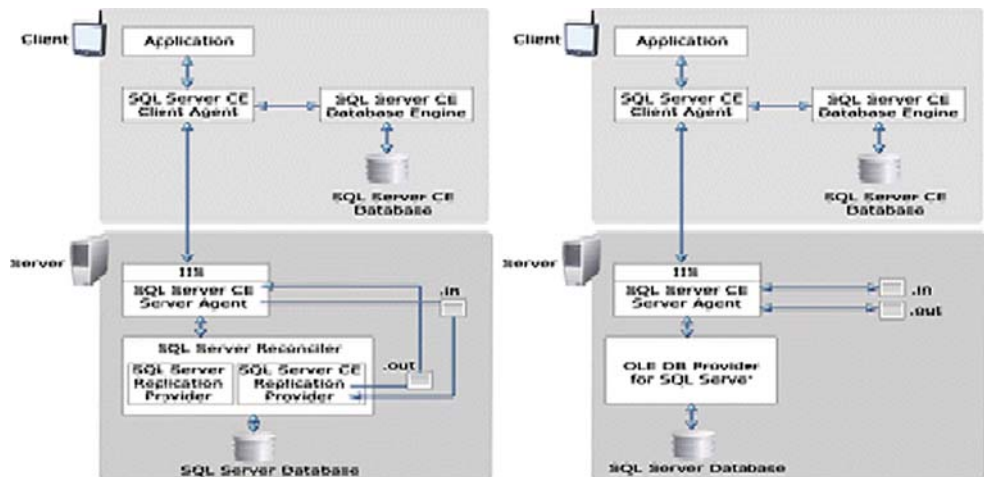 Client
Application
SQL Server CE
Client Agent
SQL Server CE
Database Engine
SQL Server CE
Database
Server
IIS
SQL Server CE
Server Agent
.in
SQL Server Reconciler
.out
SQL Server
Replication
Provider
SQL Server CE
Replication
Provider
SQL Server Database
Client
Application
SQL Server CE
Client Agent
SQL Server CE
Database Engine
SQL Server CE
Database
Server
IIS
SQL Server CE
Server Agent
.in
.out
OLE DB Provider
for SQL Server
SQL Server Database